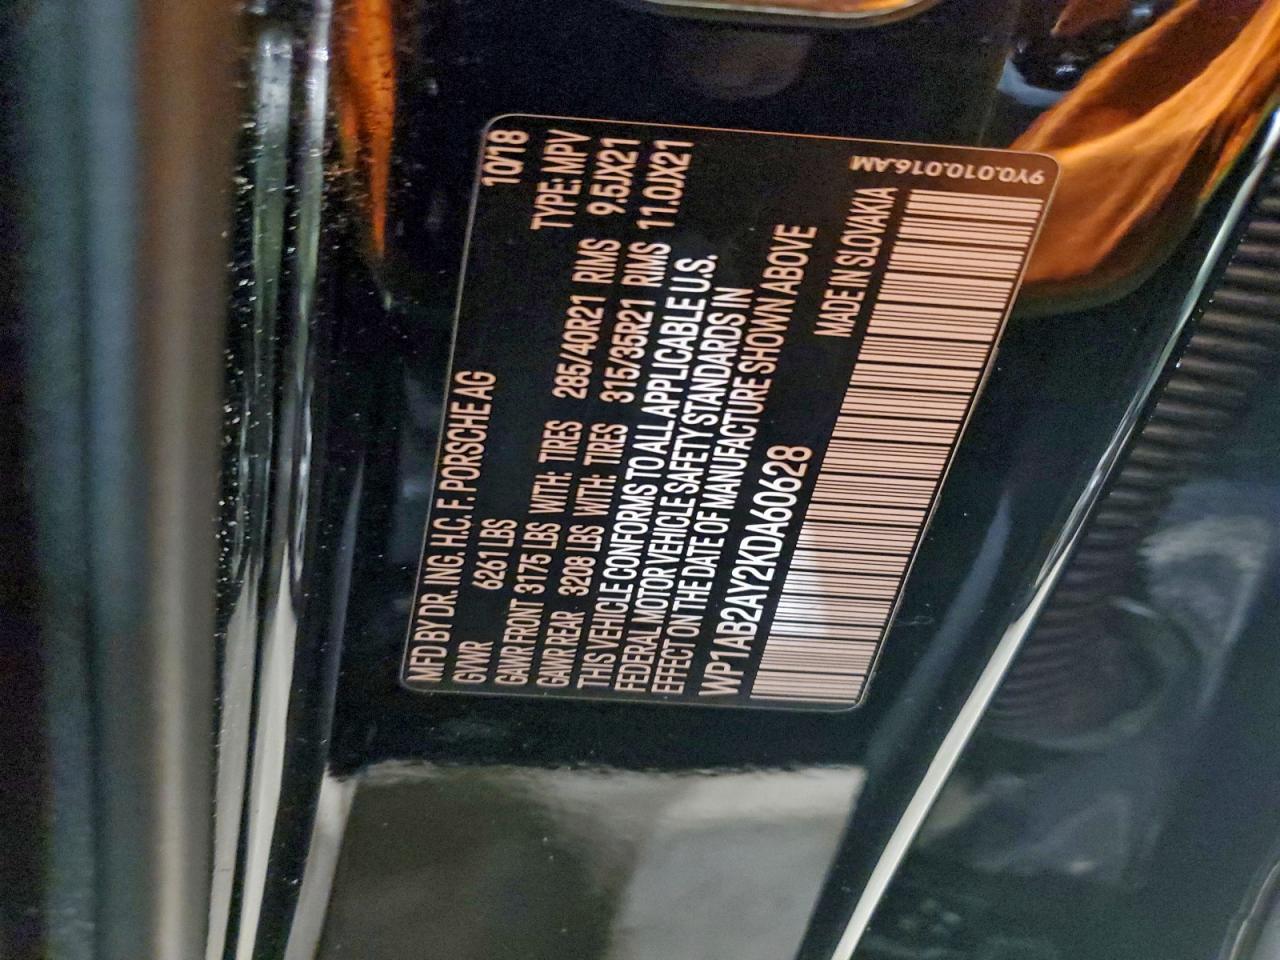 MFD BY DR. ING. H.C. F. PORSCHE AG 10/18
GVWR 6261 LBS TYPE: MPV
GAWR FRONT 3175 LBS WITH: TIRES 285/40R21 RIMS 9.5JX21
GAWR REAR 3208 LBS WITH: TIRES 315/35R21 RIMS 11.0JX21
THIS VEHICLE CONFORMS TO ALL APPLICABLE U.S.
FEDERAL MOTOR VEHICLE SAFETY STANDARDS IN
EFFECT ON THE DATE OF MANUFACTURE SHOWN ABOVE
WP1AB2AY2KDA60628 MADE IN SLOVAKIA
9Y0.010.016.AM